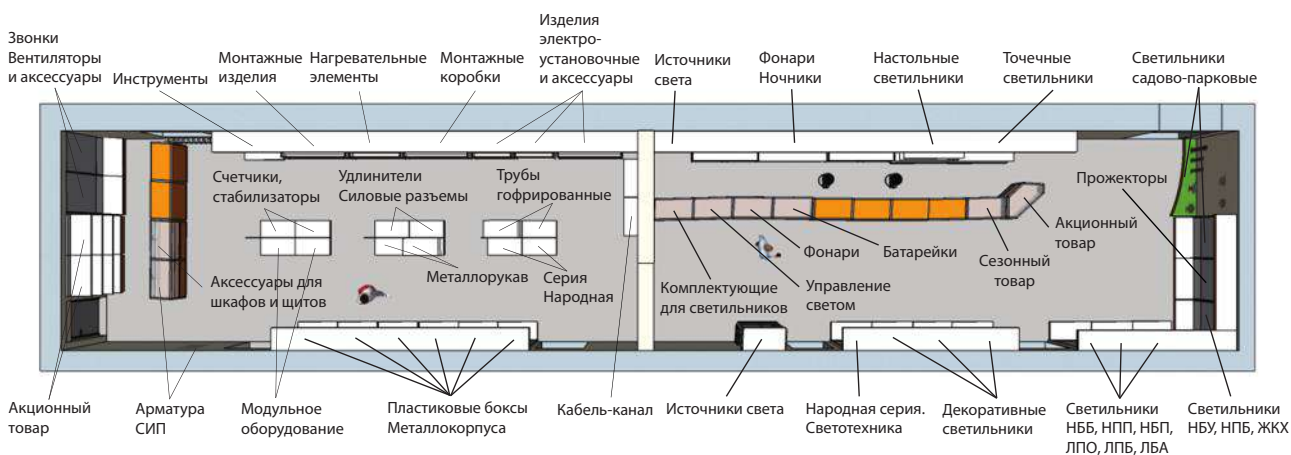 Звонки
Вентиляторы
и аксессуары
Инструменты
Монтажные
изделия
Нагревательные
элементы
Монтажные
коробки
Изделия
электро-
установочные
и аксессуары
Источники
света
Фонари
Ночники
Настольные
светильники
Точечные
светильники
Светильники
садово-парковые
Счетчики,
стабилизаторы
Удлинители
Силовые разъемы
Трубы
гофрированные
Прожекторы
Акционный
товар
Аксессуары для
шкафов и щитов
Металлорукав
Серия
Народная
Комплектующие
для светильников
Управление
светом
Фонари
Батарейки
Сезонный
товар
Акционный
товар
Арматура
СИП
Модульное
оборудование
Пластиковые боксы
Металлокорпуса
Кабель-канал
Источники света
Народная серия.
Светотехника
Декоративные
светильники
Светильники
НББ, НПП, НБП,
ЛПО, ЛПБ, ЛБА
Светильники
НБУ, НПБ, ЖКХ